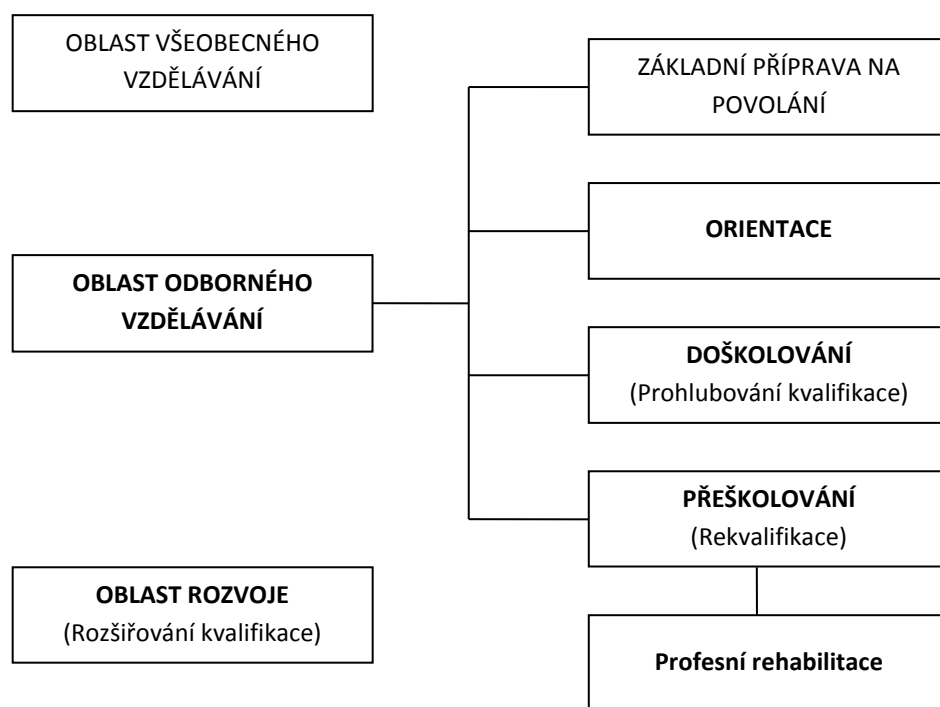 OBLAST VŠEOBECNÉHO
VZDĚLÁVÁNÍ
ZÁKLADNÍ PŘÍPRAVA NA
POVOLÁNÍ
ORIENTACE
OBLAST ODBORNÉHO
VZDĚLÁVÁNÍ
DOŠKOLOVÁNÍ
(Prohlubování kvalifikace)
PŘEŠKOLOVÁNÍ
(Rekvalifikace)
OBLAST ROZVOJE
(Rozšiřování kvalifikace)
Profesní rehabilitace